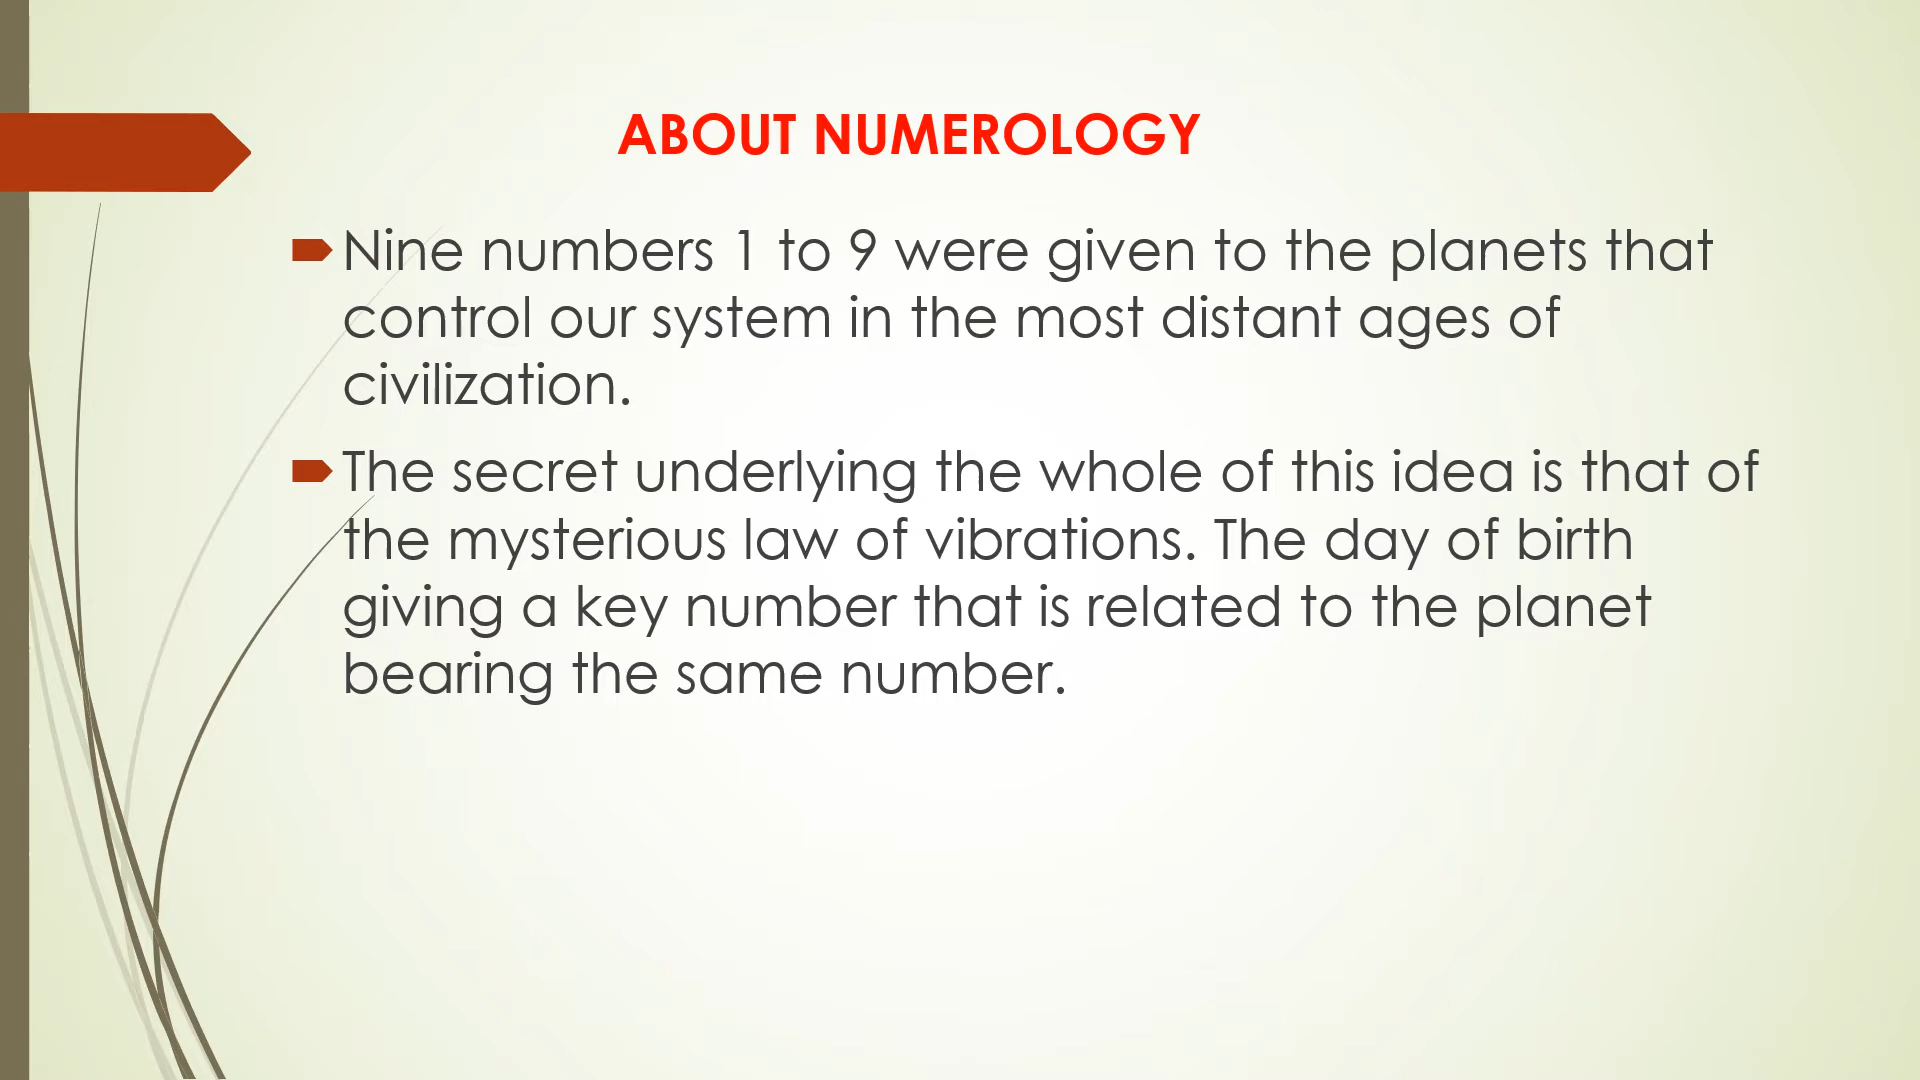 ABOUT NUMEROLOGY
Nine numbers 1 to 9 were given to the planets that
control our system in the most distant ages of
civilization.
The secret underlying the whole of this idea is that of
the mysterious law of vibrations. The day of birth
giving a key number that is related to the planet
bearing the same number.